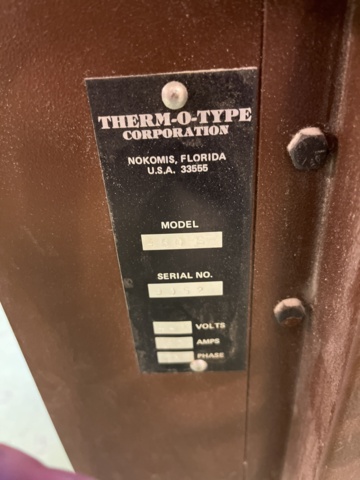 THERM-O-TYPE
CORPORATION
NOKOMIS, FLORIDA
U.S.A. 33555
MODEL
SERIAL NO.
VOLTS
AMPS
PHASE